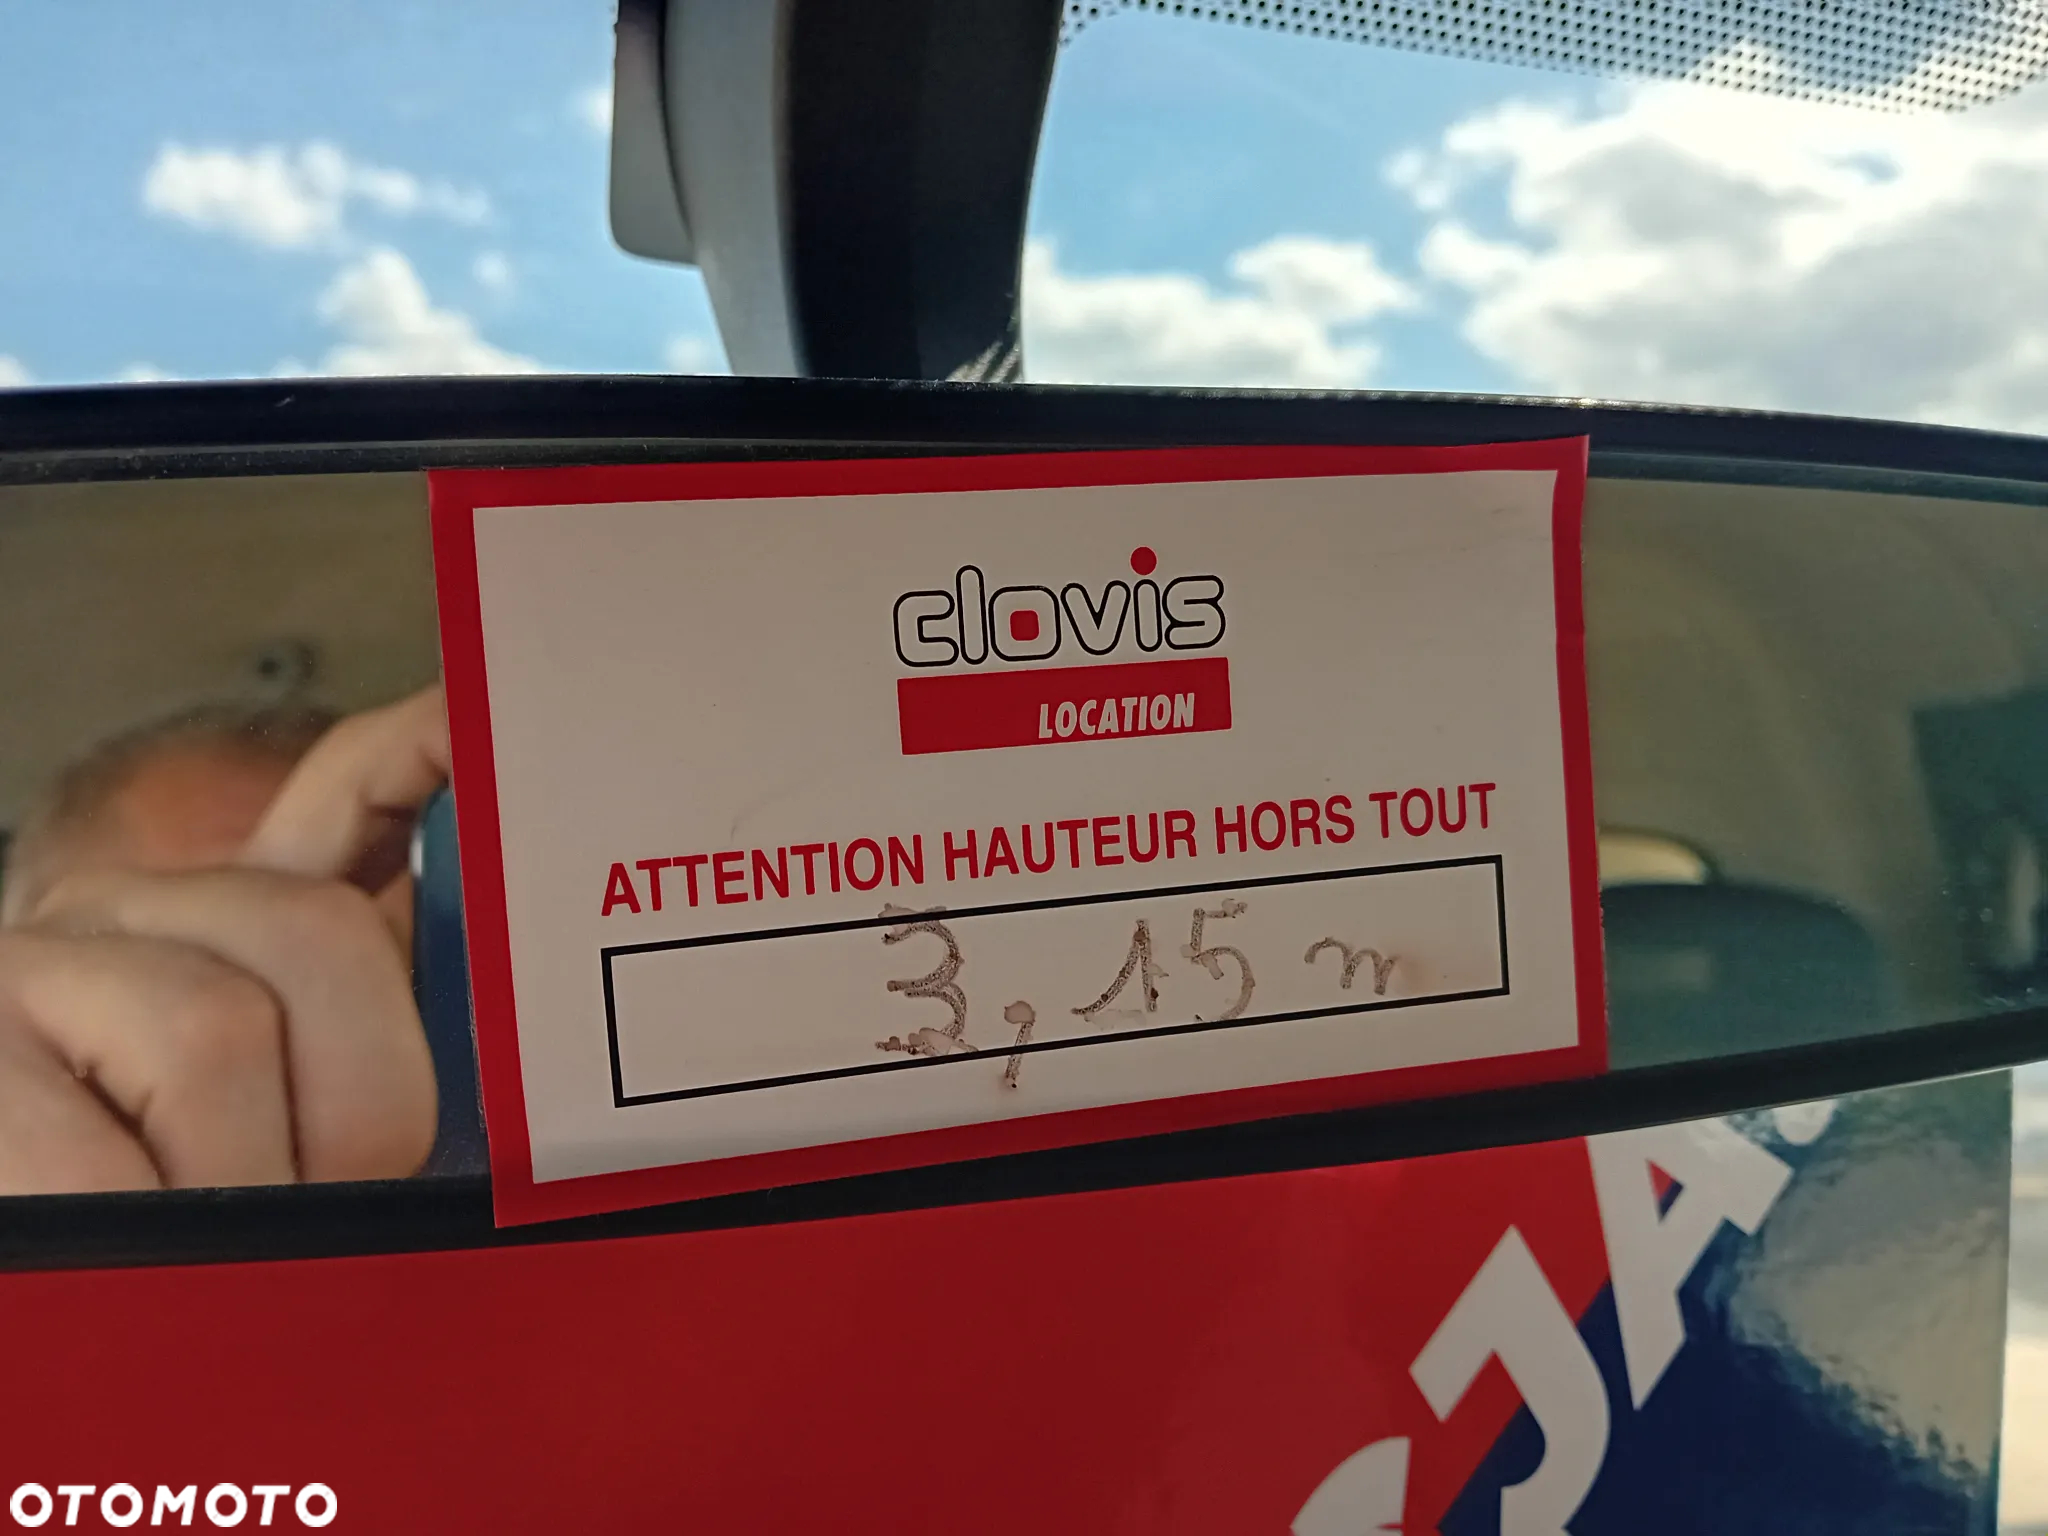 clovis
LOCATION
ATTENTION HAUTEUR HORS TOUT
3,15 m
OTOMOTO